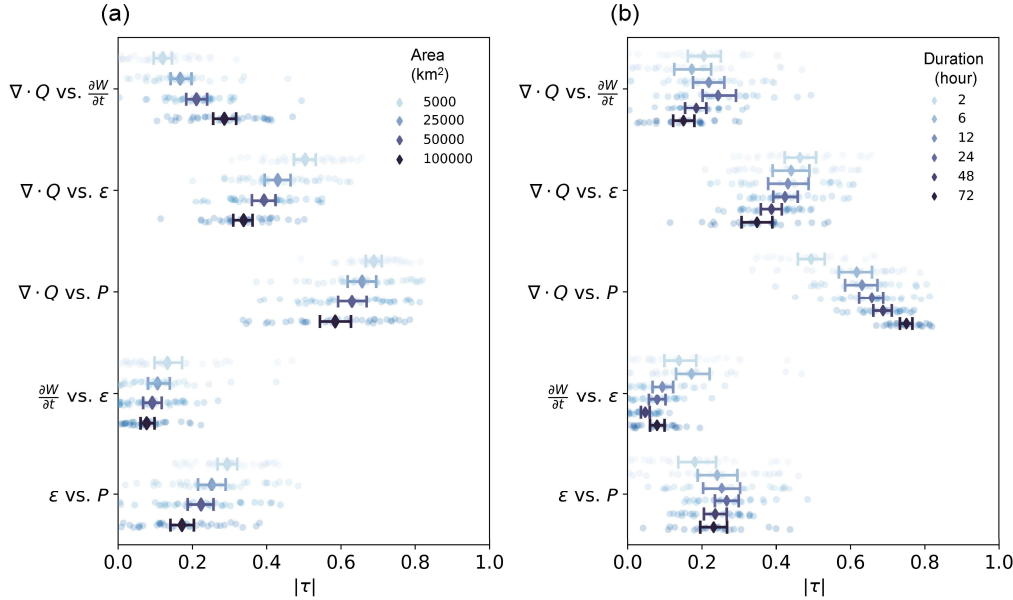 (a)
∇ · Q vs. ∂W/∂t
∇ · Q vs. ε
∇ · Q vs. P
∂W/∂t vs. ε
ε vs. P
Area
(km²)
5000
25000
50000
100000
0.0 0.2 0.4 0.6 0.8 1.0
|τ|
(b)
∇ · Q vs. ∂W/∂t
∇ · Q vs. ε
∇ · Q vs. P
∂W/∂t vs. ε
ε vs. P
Duration
(hour)
2
6
12
24
48
72
0.0 0.2 0.4 0.6 0.8 1.0
|τ|